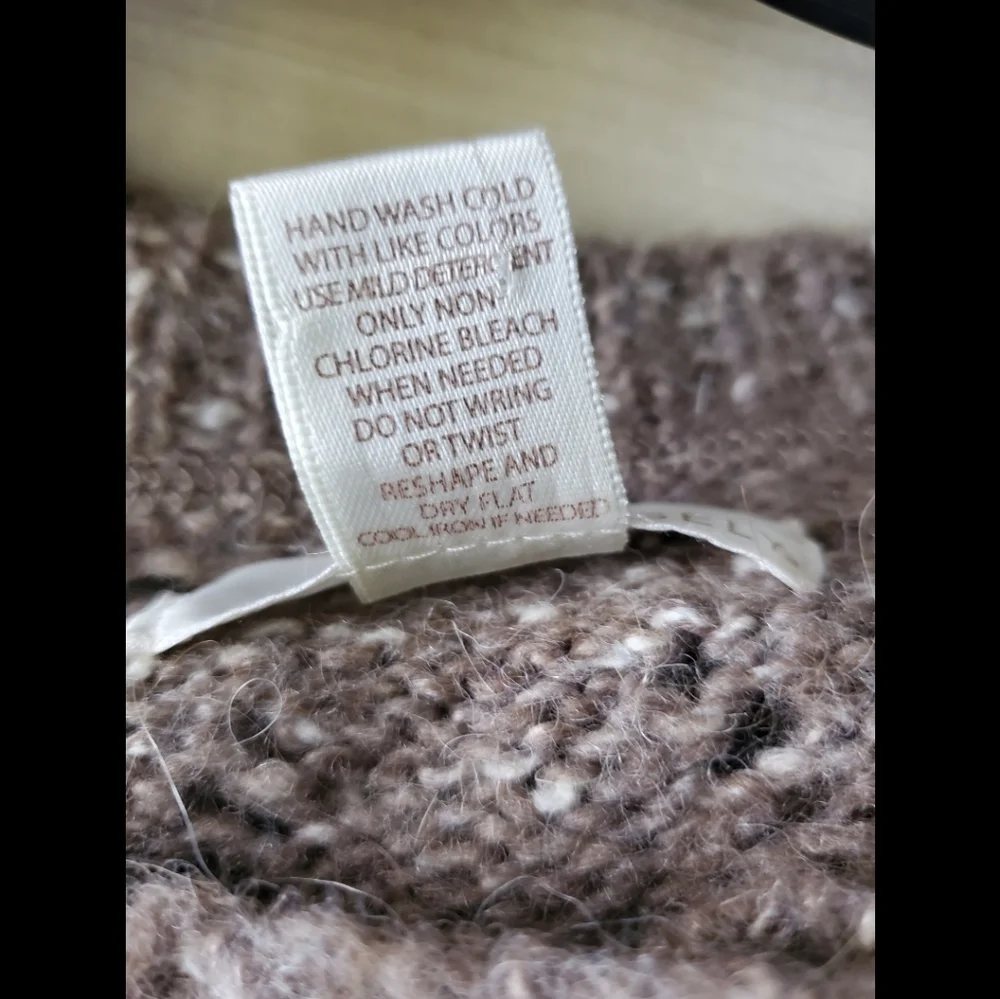 HAND WASH COLD
WITH LIKE COLORS
USE MILD DETERGENT
ONLY NON
CHLORINE BLEACH
WHEN NEEDED
DO NOT WRING
OR TWIST
RESHAPE AND
DRY FLAT
COOL IRON IF NEEDED